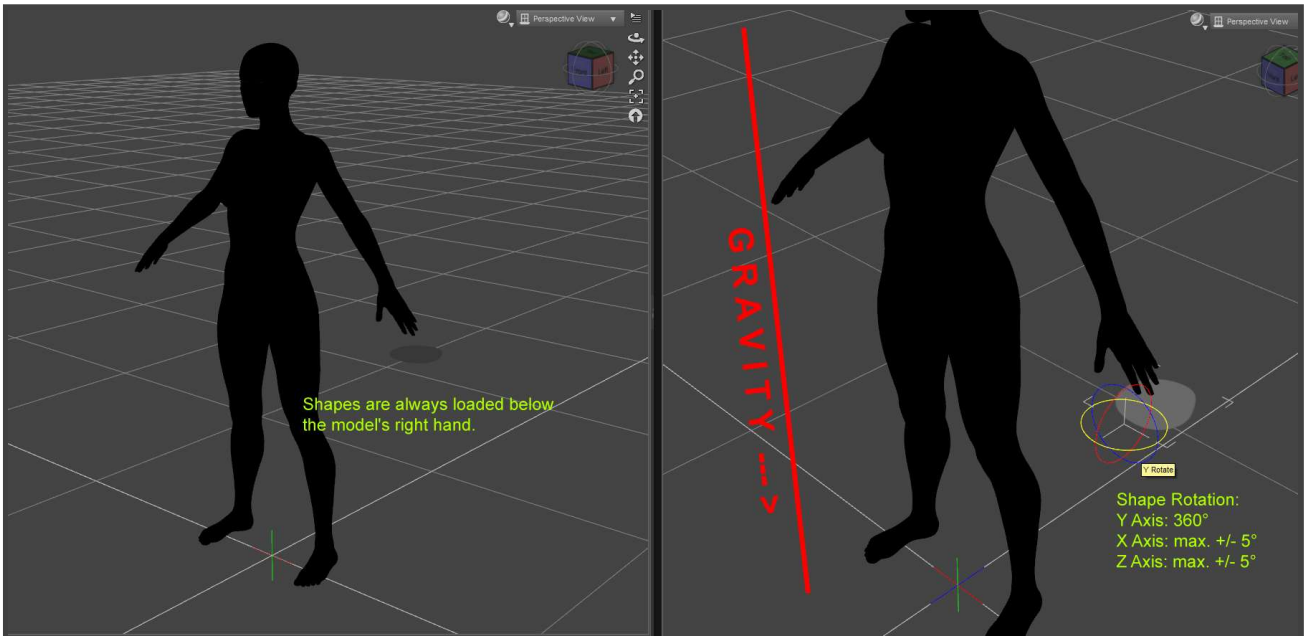 Perspective View
Shapes are always loaded below
the model's right hand.
Perspective View
GRAVITY --->
Y Rotate
Shape Rotation:
Y Axis: 360°
X Axis: max. +/- 5°
Z Axis: max. +/- 5°